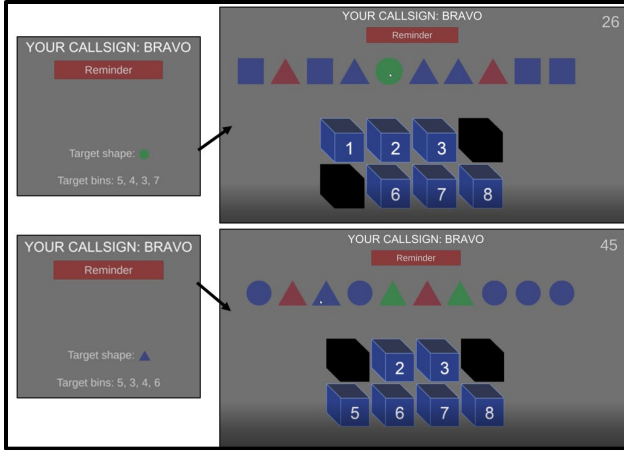 YOUR CALLSIGN: BRAVO
Reminder
Target shape:
Target bins: 5, 4, 3, 7
YOUR CALLSIGN: BRAVO
26
Reminder
1 2 3
6 7 8
YOUR CALLSIGN: BRAVO
Reminder
Target shape:
Target bins: 5, 3, 4, 6
YOUR CALLSIGN: BRAVO
45
Reminder
2 3
5 6 7 8